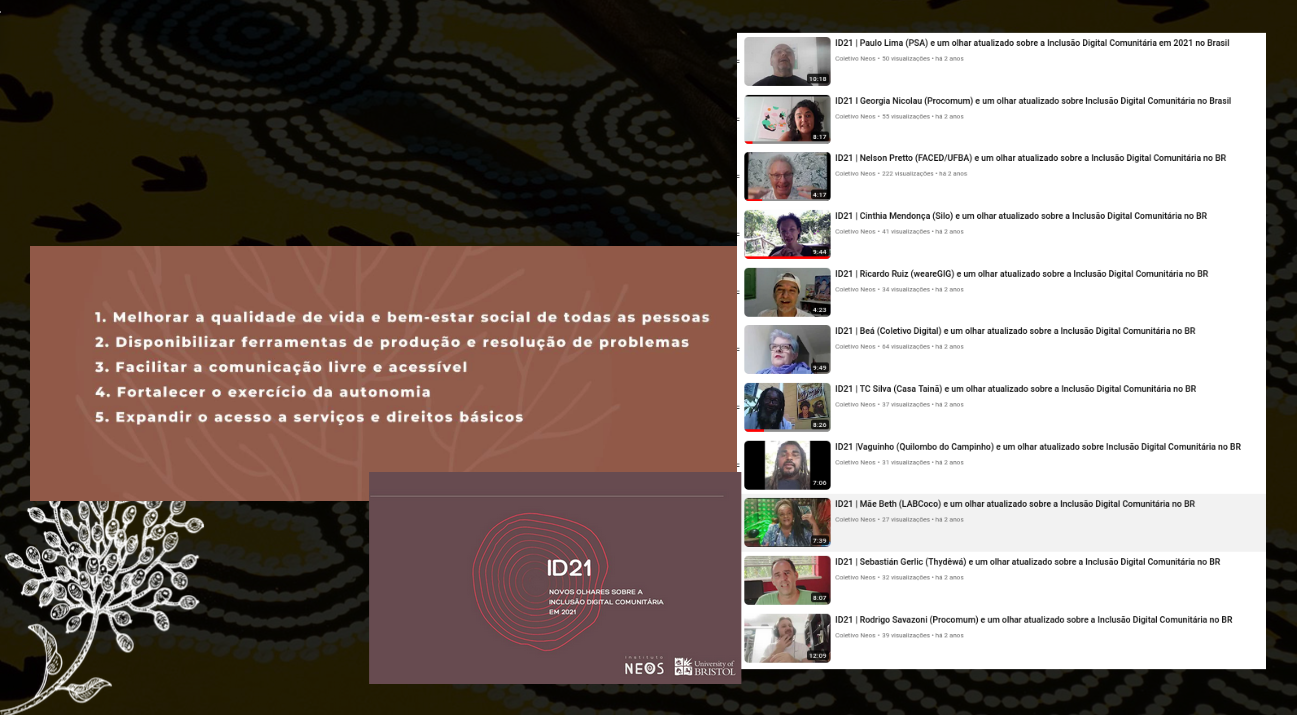 1. Melhorar a qualidade de vida e bem-estar social de todas as pessoas
2. Disponibilizar ferramentas de produção e resolução de problemas
3. Facilitar a comunicação livre e acessível
4. Fortalecer o exercício da autonomia
5. Expandir o acesso a serviços e direitos básicos
ID21
NOVOS OLHARES SOBRE A
INCLUSÃO DIGITAL COMUNITÁRIA
EM 2021
INSTITUTO
NEOS
University of
BRISTOL
ID21 | Paulo Lima (PSA) e um olhar atualizado sobre a Inclusão Digital Comunitária em 2021 no Brasil
Coletivo Neos • 50 visualizações • há 2 anos
10:18
ID21 I Georgia Nicolau (Procomum) e um olhar atualizado sobre Inclusão Digital Comunitária no Brasil
Coletivo Neos • 55 visualizações • há 2 anos
8:17
ID21 | Nelson Pretto (FACED/UFBA) e um olhar atualizado sobre a Inclusão Digital Comunitária no BR
Coletivo Neos • 222 visualizações • há 2 anos
4:17
ID21 | Cinthia Mendonça (Silo) e um olhar atualizado sobre a Inclusão Digital Comunitária no BR
Coletivo Neos • 41 visualizações • há 2 anos
9:44
ID21 | Ricardo Ruiz (weareGIG) e um olhar atualizado sobre a Inclusão Digital Comunitária no BR
Coletivo Neos • 34 visualizações • há 2 anos
4:23
ID21 | Beá (Coletivo Digital) e um olhar atualizado sobre a Inclusão Digital Comunitária no BR
Coletivo Neos • 64 visualizações • há 2 anos
9:49
ID21 | TC Silva (Casa Tainã) e um olhar atualizado sobre a Inclusão Digital Comunitária no BR
Coletivo Neos • 37 visualizações • há 2 anos
8:20
ID21 |Vaguinho (Quilombo do Campinho) e um olhar atualizado sobre Inclusão Digital Comunitária no BR
Coletivo Neos • 31 visualizações • há 2 anos
7:06
ID21 | Mãe Beth (LABCoco) e um olhar atualizado sobre a Inclusão Digital Comunitária no BR
Coletivo Neos • 27 visualizações • há 2 anos
7:39
ID21 | Sebastián Gerlic (Thydêwá) e um olhar atualizado sobre a Inclusão Digital Comunitária no BR
Coletivo Neos • 32 visualizações • há 2 anos
8:07
ID21 | Rodrigo Savazoni (Procomum) e um olhar atualizado sobre a Inclusão Digital Comunitária no BR
Coletivo Neos • 39 visualizações • há 2 anos
12:09